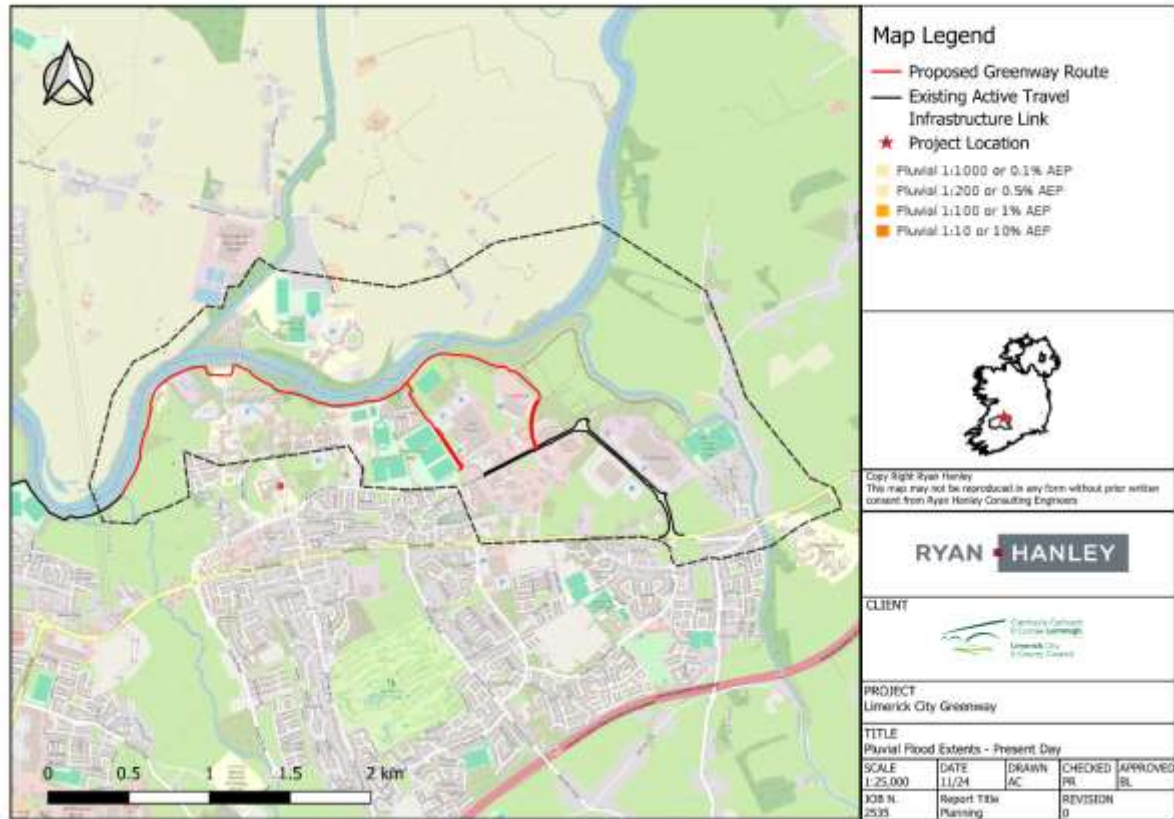 Map Legend
Proposed Greenway Route
Existing Active Travel
Infrastructure Link
Project Location
Pluvial 1:1000 or 0.1% AEP
Pluvial 1:200 or 0.5% AEP
Pluvial 1:100 or 1% AEP
Pluvial 1:10 or 10% AEP
0 0.5 1 1.5 2 km
Copy Right Ryan Hanley
This map may not be reproduced in any form without prior written
consent from Ryan Hanley Consulting Engineers
RYAN HANLEY
CLIENT
Limerick City
& County Council
PROJECT
Limerick City Greenway
TITLE
Pluvial Flood Extents - Present Day
SCALE DATE DRAWN CHECKED APPROVED
1:25,000 11/24 AC PR BL
JOB N. Report Title REVISION
2535 Planning 0